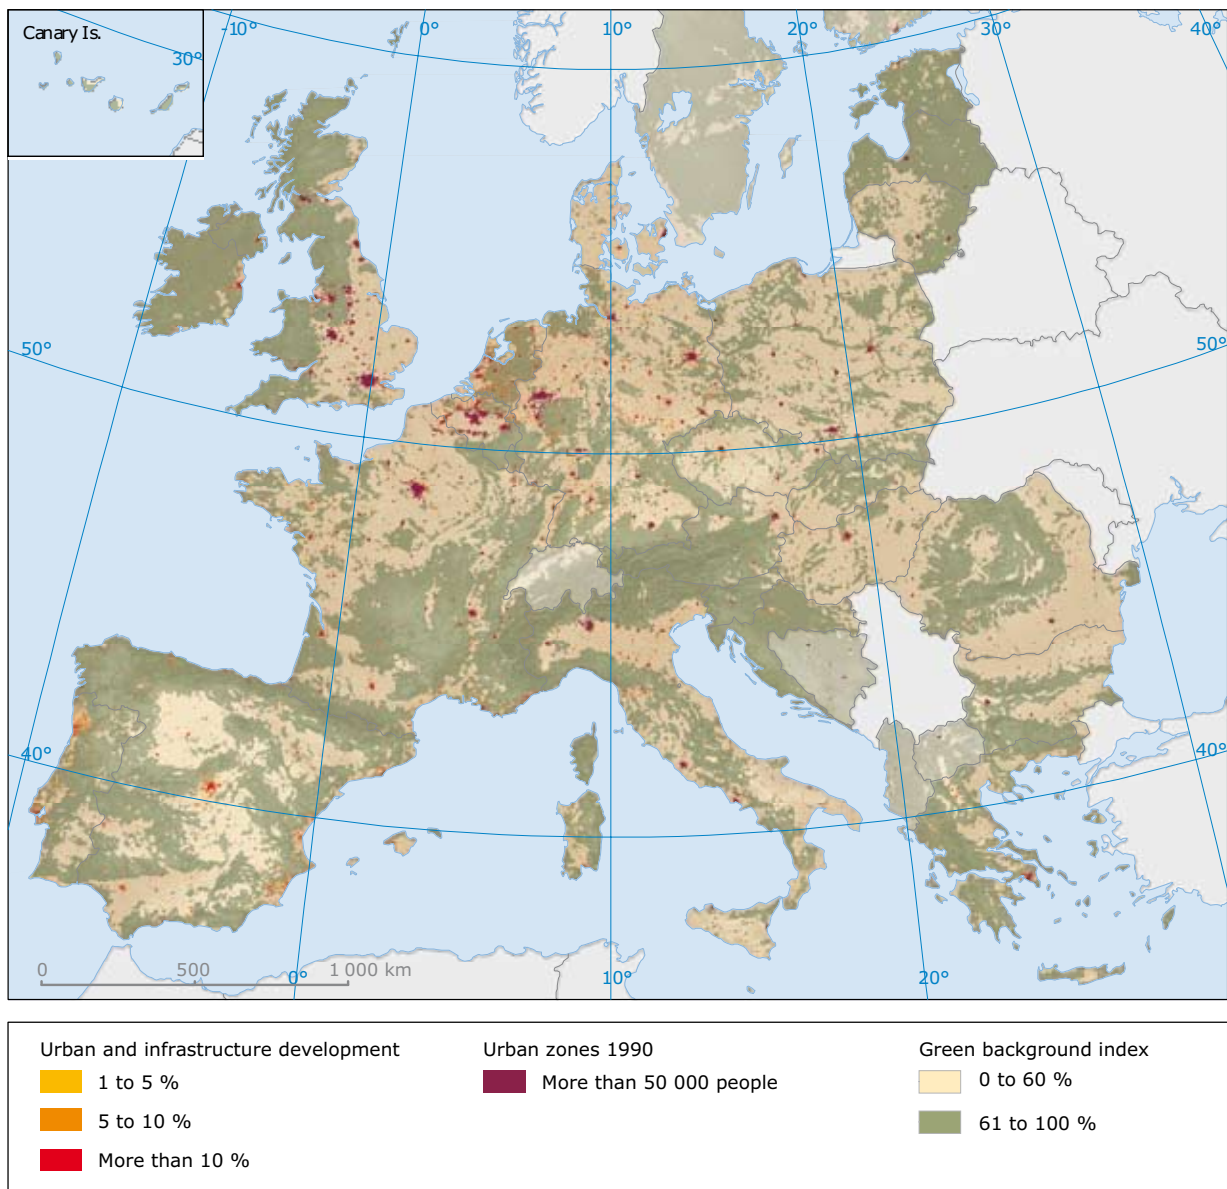 Canary Is.
30°
-10°
0°
10°
20°
30°
40°
50°
50°
40°
40°
0
500
1 000 km
0°
10°
20°
Urban and infrastructure development
1 to 5 %
5 to 10 %
More than 10 %
Urban zones 1990
More than 50 000 people
Green background index
0 to 60 %
61 to 100 %